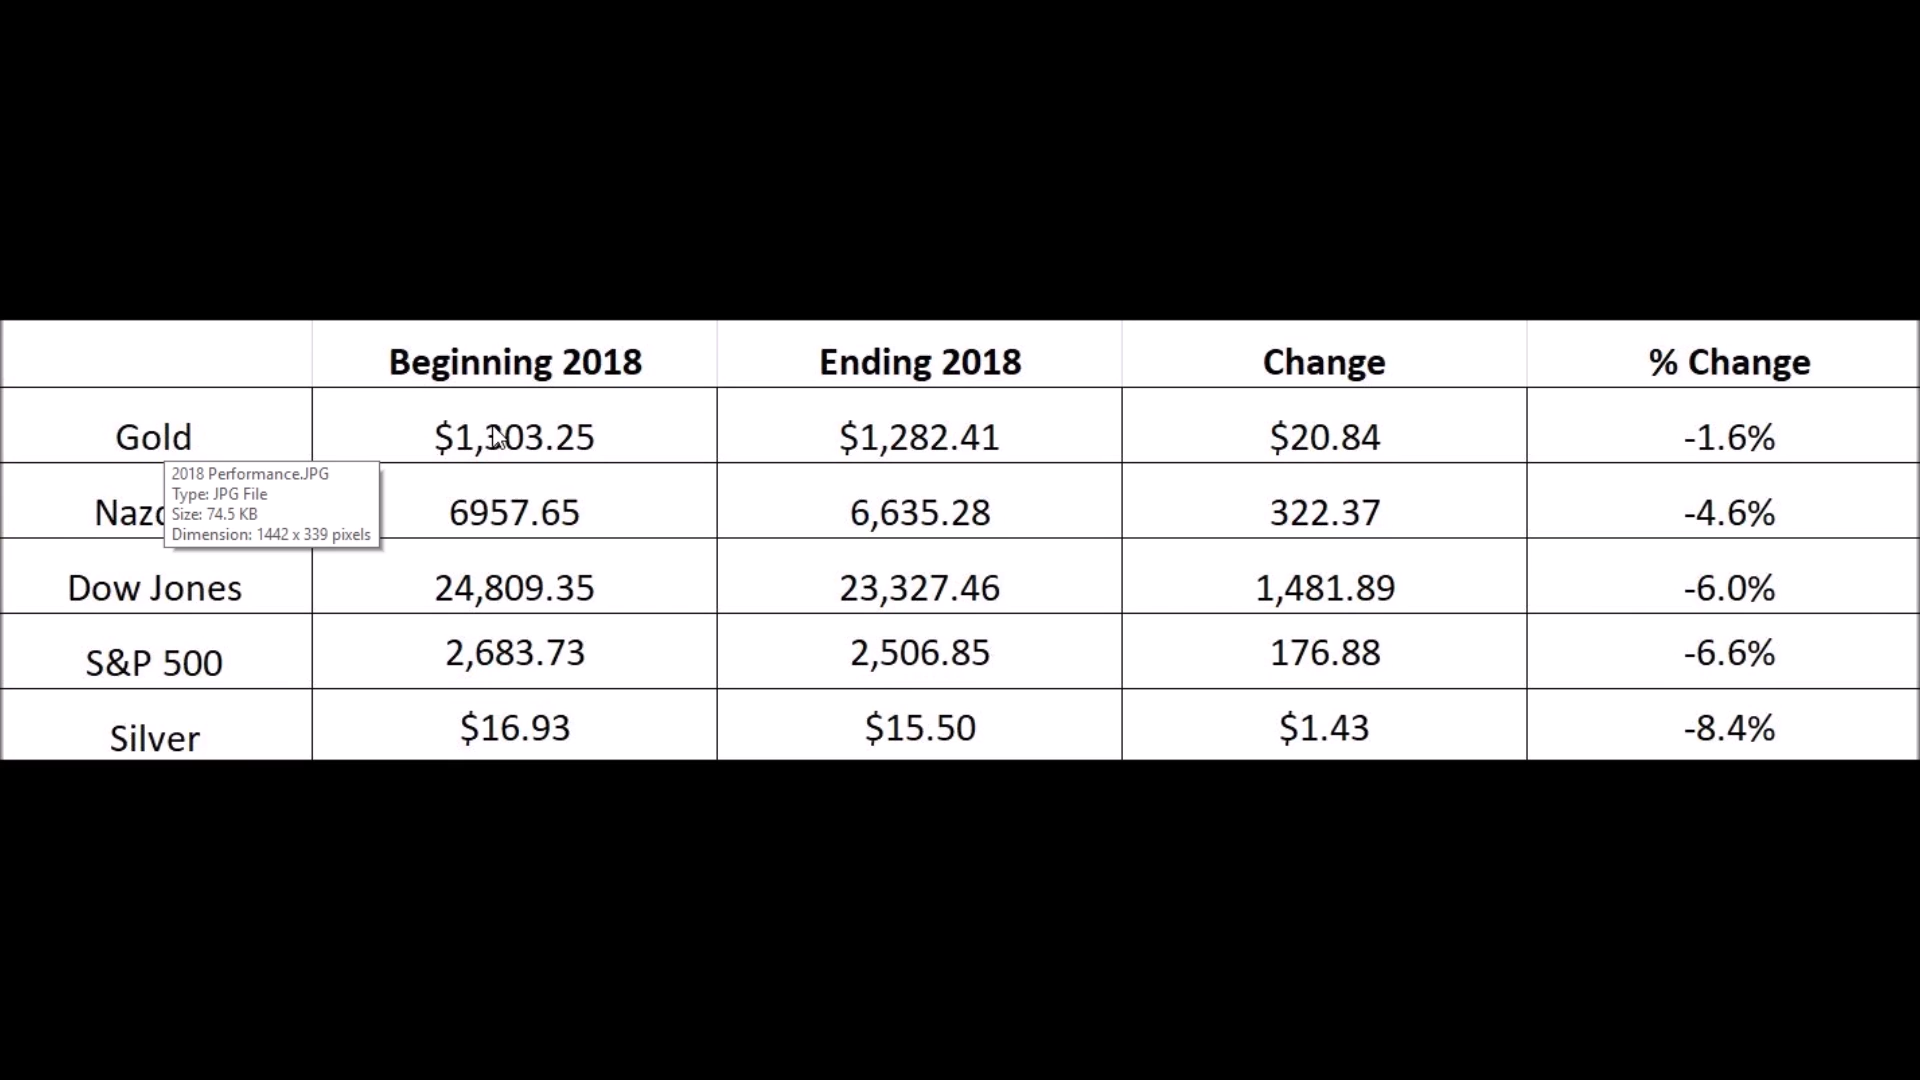 Beginning 2018 Ending 2018 Change % Change
Gold $1,303.25 $1,282.41 $20.84 -1.6%
2018 Performance.JPG
Type: JPG File
Size: 74.5 KB
Dimension: 1442 x 339 pixels
6957.65 6,635.28 322.37 -4.6%
Dow Jones 24,809.35 23,327.46 1,481.89 -6.0%
S&P 500 2,683.73 2,506.85 176.88 -6.6%
Silver $16.93 $15.50 $1.43 -8.4%